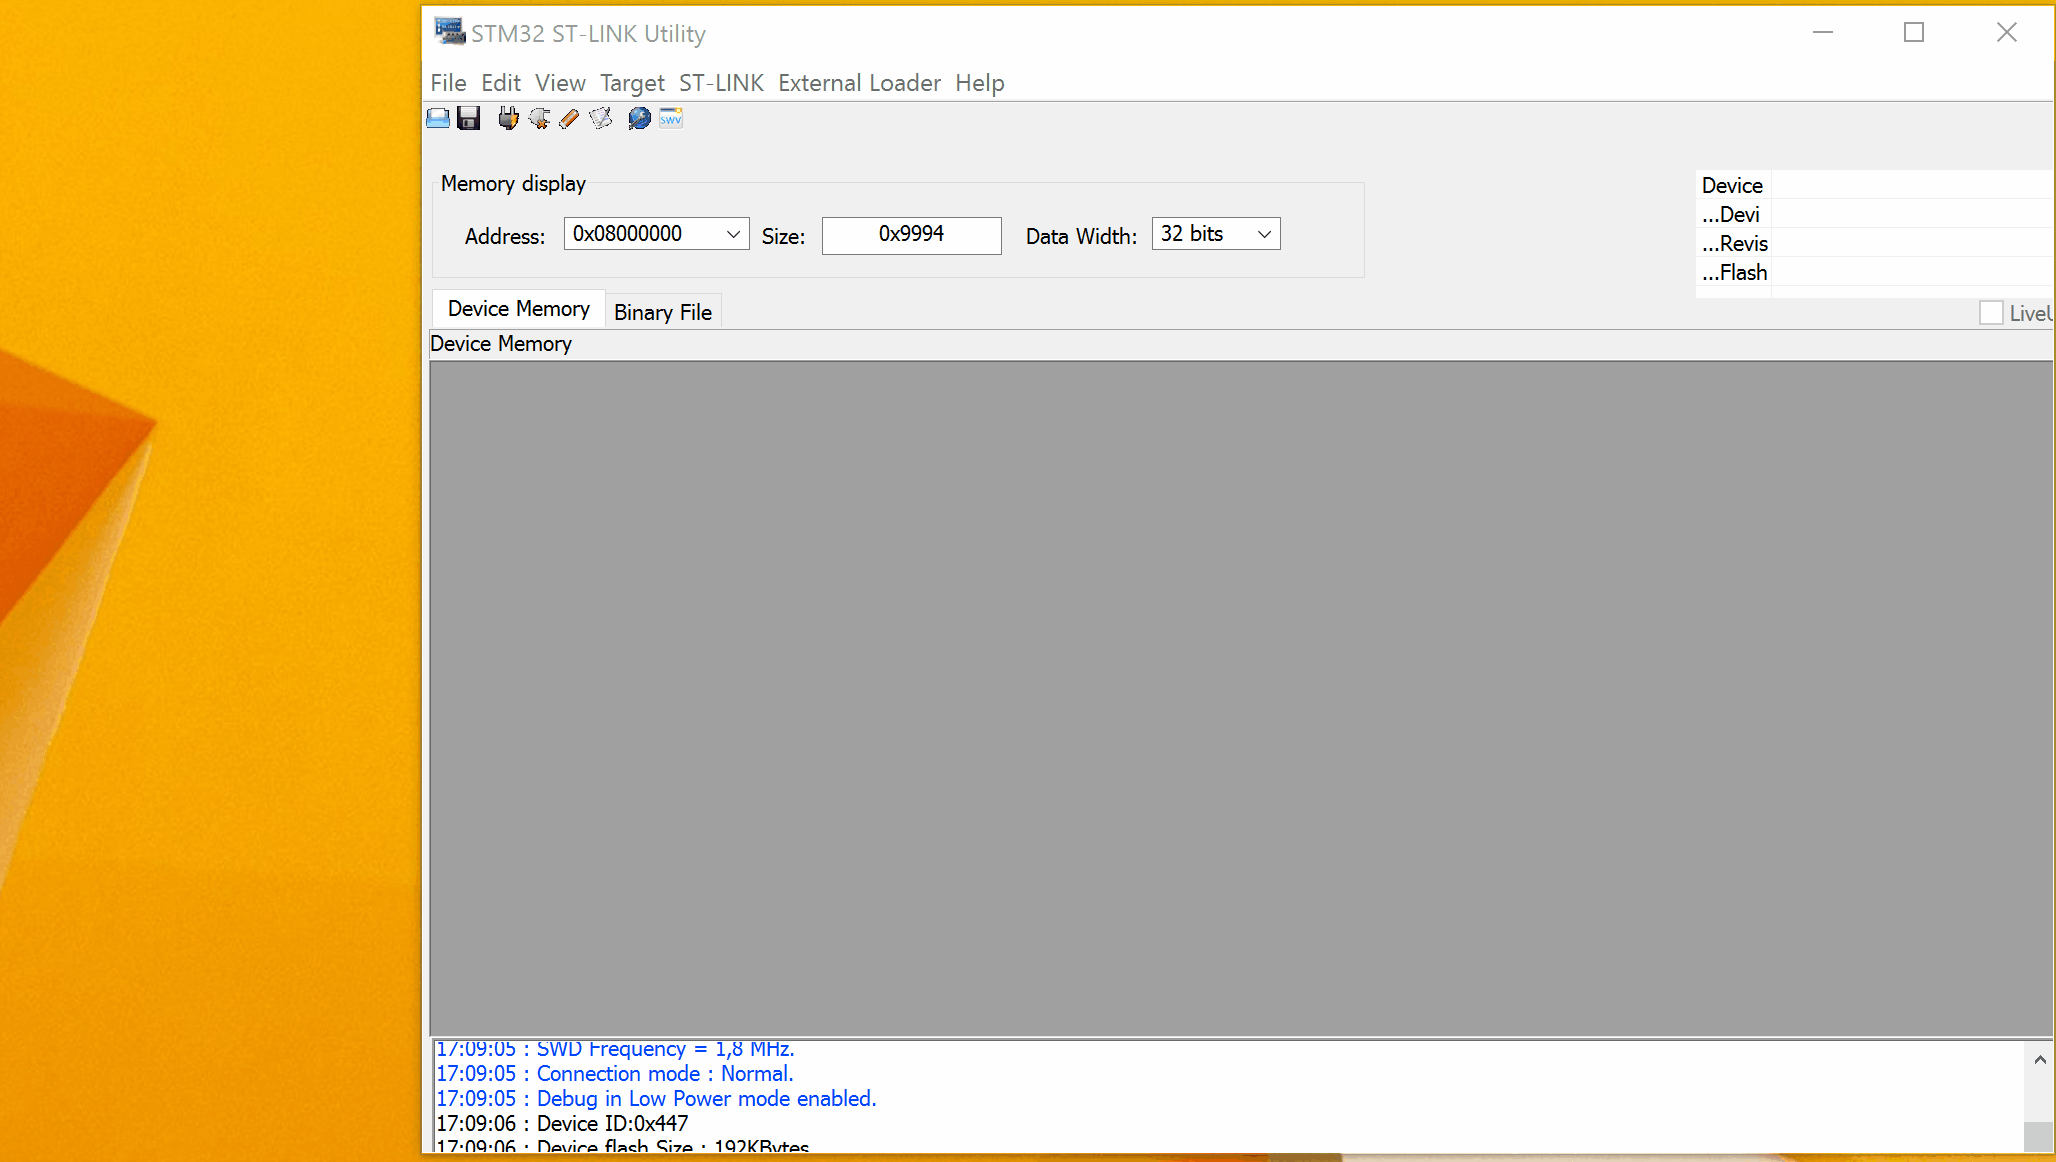 STM32 ST-LINK Utility
File Edit View Target ST-LINK External Loader Help
SWV
Memory display
Address: 0x08000000 Size: 0x9994 Data Width: 32 bits
Device
...Devi
...Revis
...Flash
LiveU
Device Memory Binary File
Device Memory
17:09:05 : SWD Frequency = 1,8 MHz.
17:09:05 : Connection mode : Normal.
17:09:05 : Debug in Low Power mode enabled.
17:09:06 : Device ID:0x447
17:09:06 : Device flash Size : 192KBytes